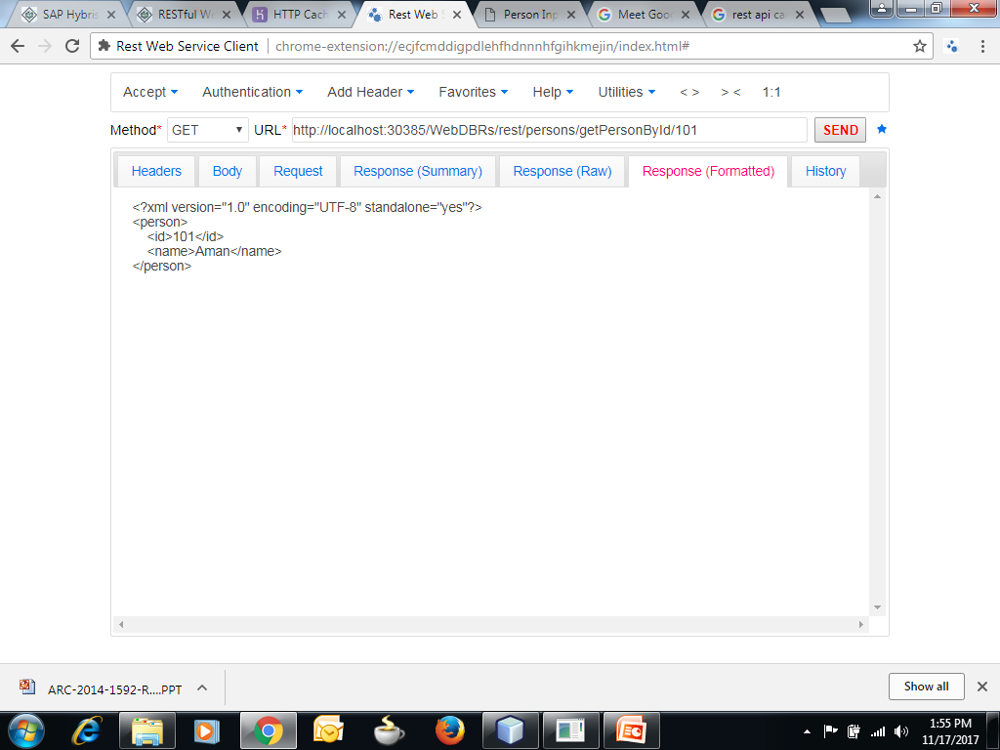 SAP Hybris
RESTful We
HTTP Cach
Rest Web S
Person Inp
Meet Goog
rest api ca
Rest Web Service Client
chrome-extension://ecjfcmddigpdlehfhdnnnhfgihkmejin/index.html#
Accept Authentication Add Header Favorites Help Utilities < > > < 1:1
Method* GET URL* http://localhost:30385/WebDBRs/rest/persons/getPersonById/101 SEND
Headers Body Request Response (Summary) Response (Raw) Response (Formatted) History
<?xml version="1.0" encoding="UTF-8" standalone="yes"?>
<person>
<id>101</id>
<name>Aman</name>
</person>
ARC-2014-1592-R....PPT Show all
1:55 PM
11/17/2017